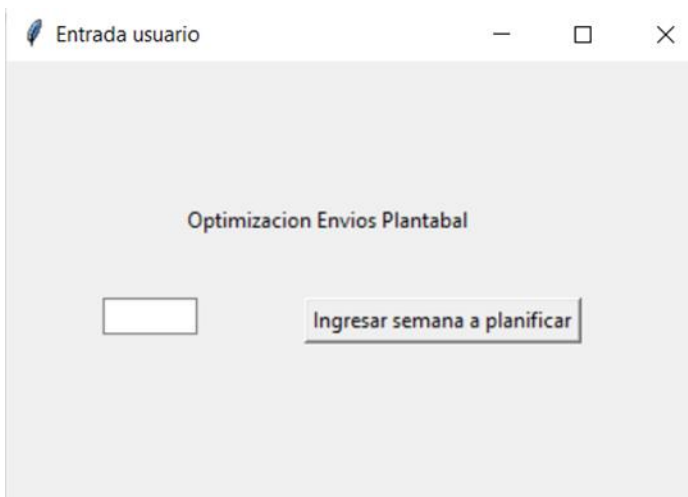 Entrada usuario
Optimizacion Envios Plantabal
Ingresar semana a planificar